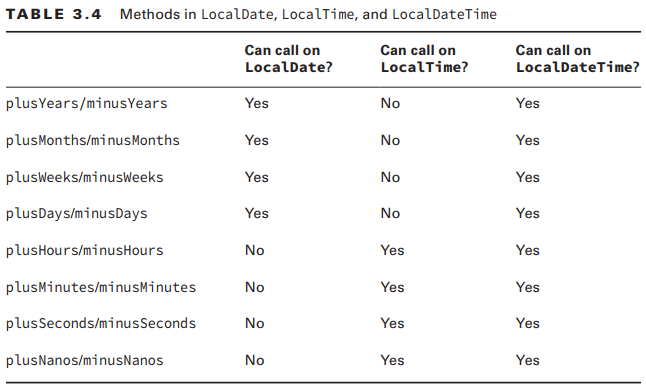 TABLE 3.4 Methods in LocalDate, LocalTime, and LocalDateTime
Can call on LocalDate? Can call on LocalTime? Can call on LocalDateTime?
plusYears/minusYears Yes No Yes
plusMonths/minusMonths Yes No Yes
plusWeeks/minusWeeks Yes No Yes
plusDays/minusDays Yes No Yes
plusHours/minusHours No Yes Yes
plusMinutes/minusMinutes No Yes Yes
plusSeconds/minusSeconds No Yes Yes
plusNanos/minusNanos No Yes Yes